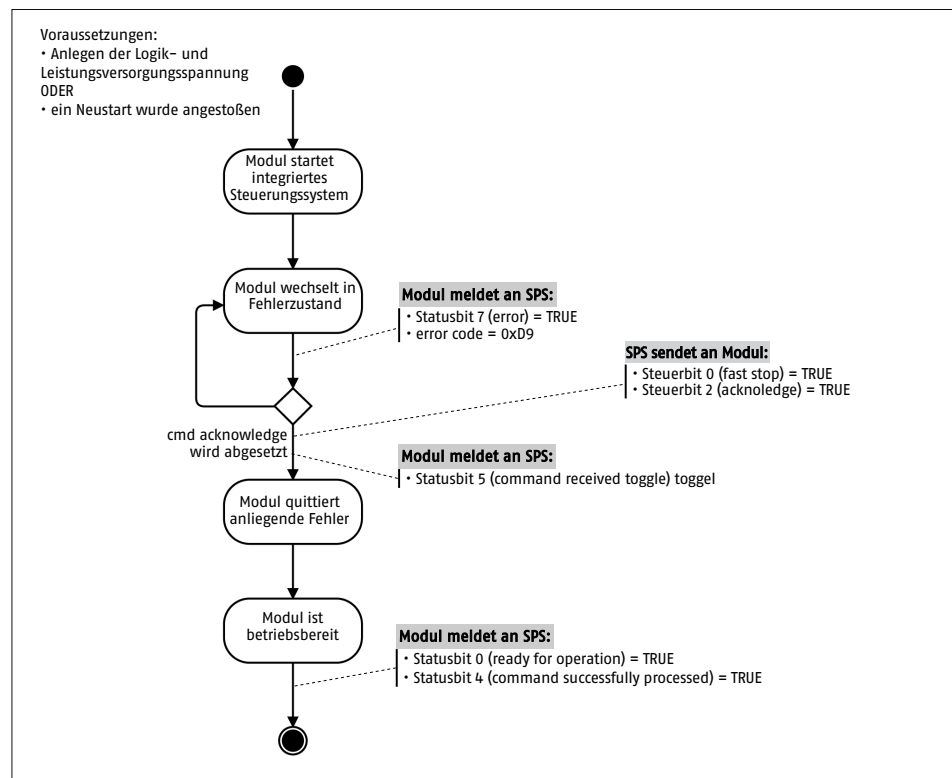 Voraussetzungen:
• Anlegen der Logik- und
Leistungsversorgungsspannung
ODER
• ein Neustart wurde angestoßen
Modul startet
integriertes
Steuerungssystem
Modul wechselt in
Fehlerzustand
Modul meldet an SPS:
• Statusbit 7 (error) = TRUE
• error code = 0xD9
SPS sendet an Modul:
• Steuerbit 0 (fast stop) = TRUE
• Steuerbit 2 (acknoledge) = TRUE
cmd acknowledge
wird abgesetzt
Modul meldet an SPS:
• Statusbit 5 (command received toggle) toggel
Modul quittiert
anliegende Fehler
Modul ist
betriebsbereit
Modul meldet an SPS:
• Statusbit 0 (ready for operation) = TRUE
• Statusbit 4 (command successfully processed) = TRUE